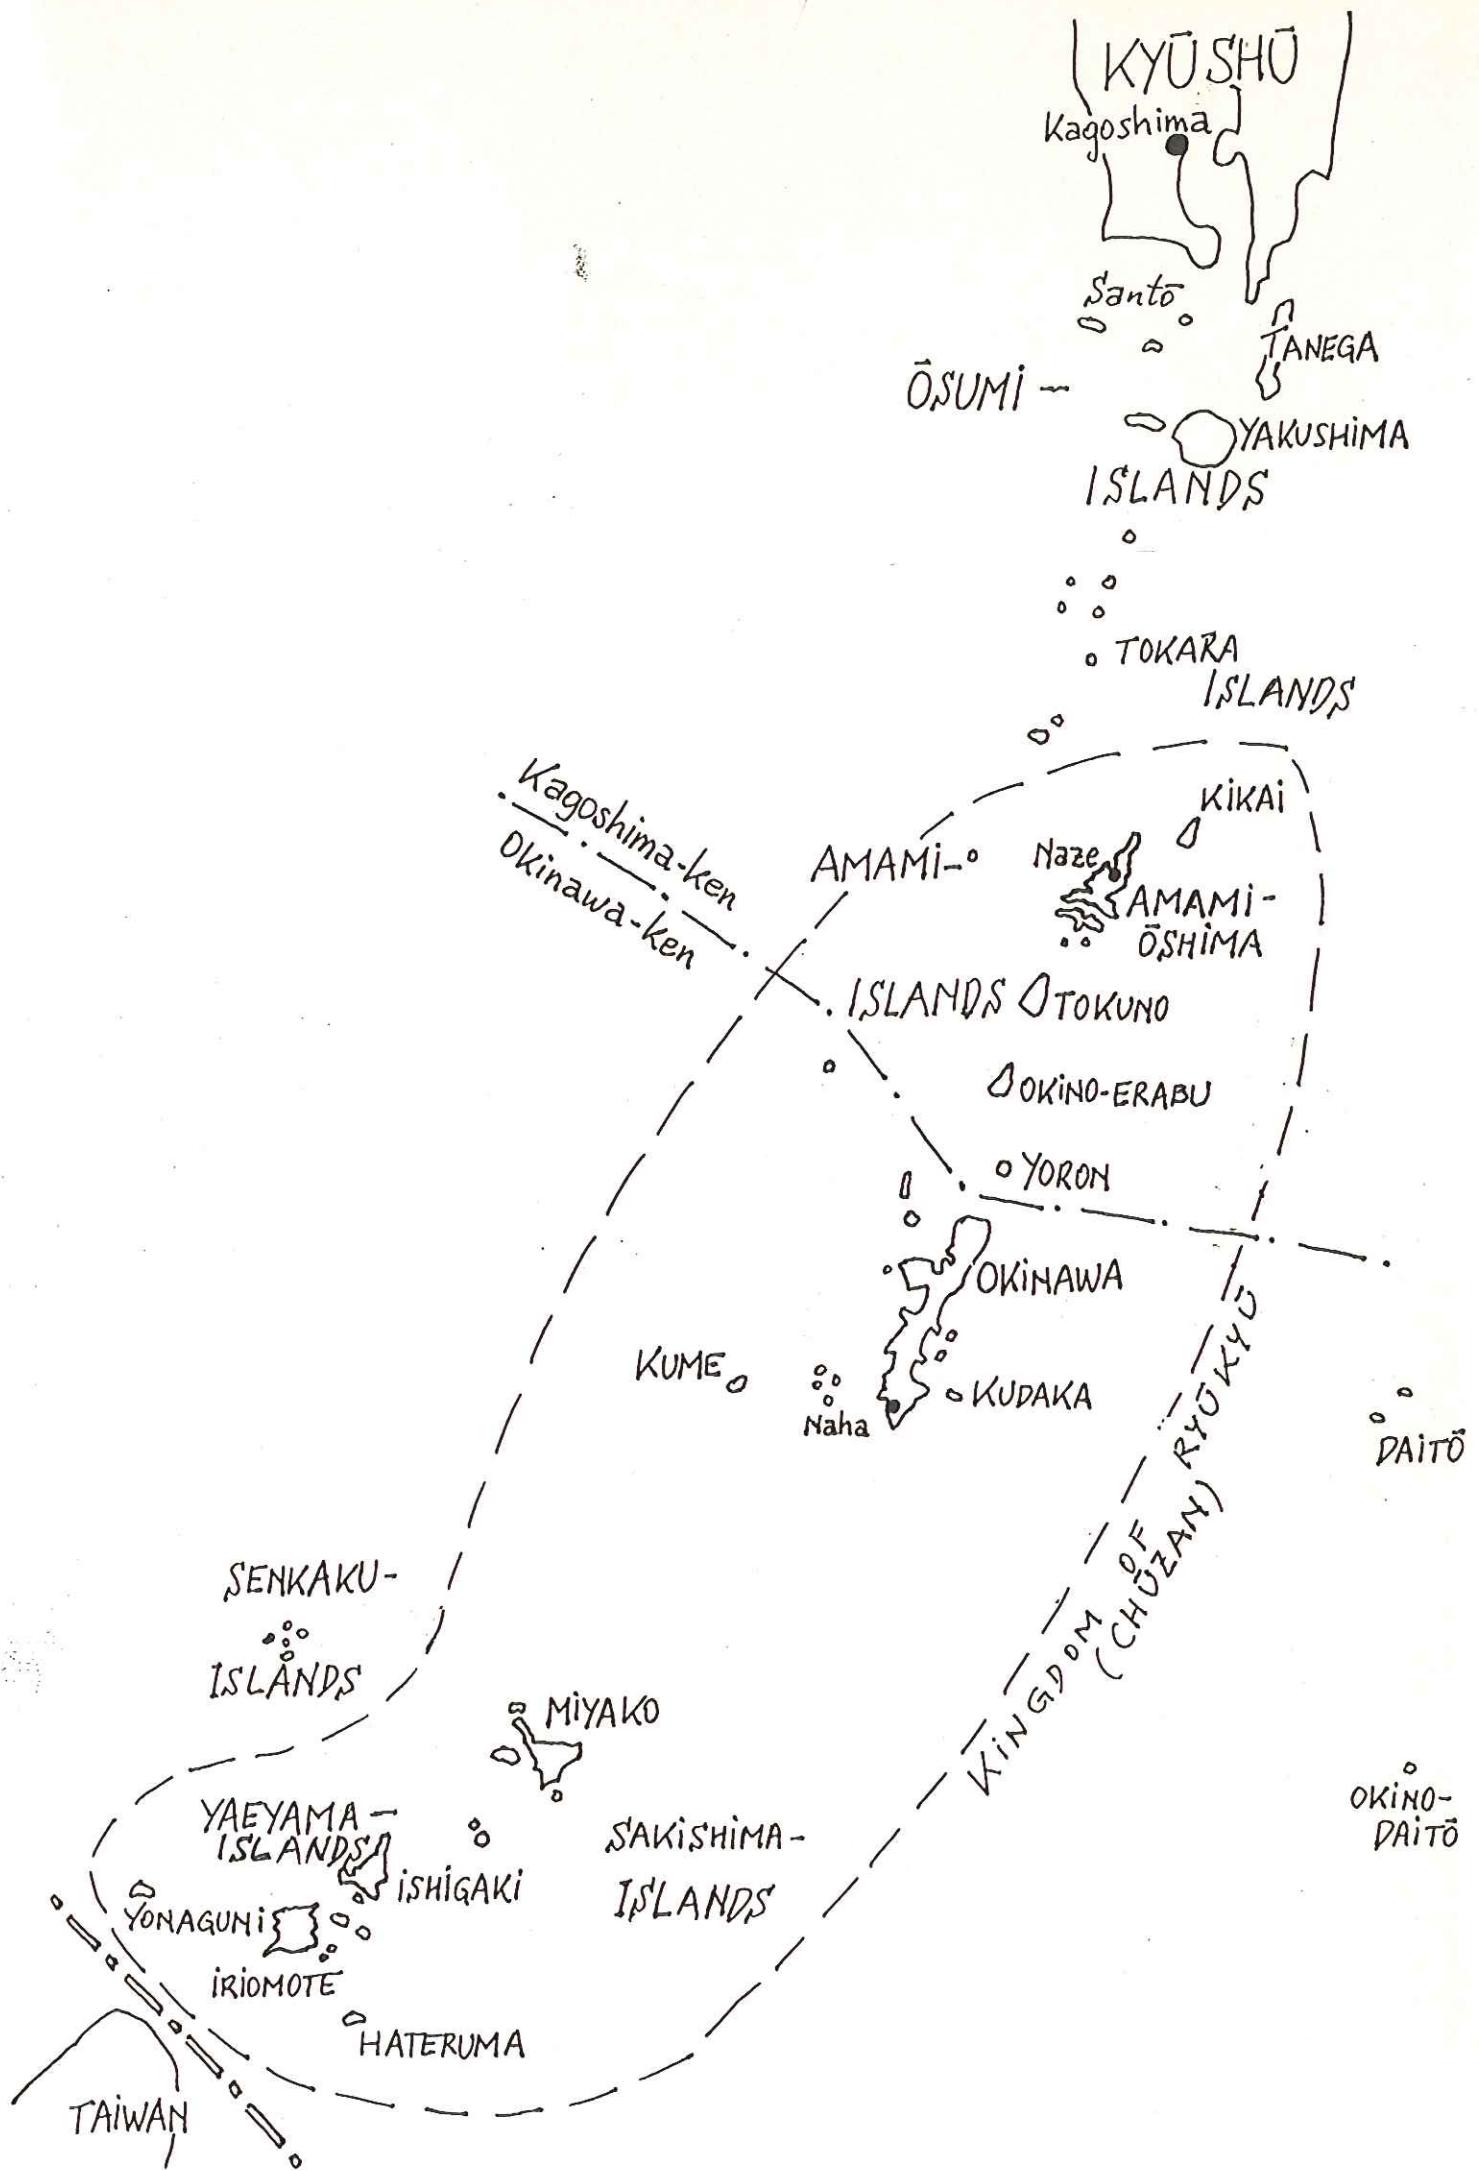 KYŪSHŪ
Kagoshima
Santō
TANEGA
ŌSUMI -
YAKUSHIMA
ISLANDS
TOKARA
ISLANDS
Kagoshima-ken
Okinawa-ken
KIKAI
AMAMI-
Naze
AMAMI-
ŌSHIMA
ISLANDS
TOKUNO
OKINO-ERABU
YORON
OKINAWA
KUME
KUDAKA
Naha
DAITŌ
KINGDOM OF RYŪKYŪ
(CHŪZAN)
SENKAKU-
ISLANDS
MIYAKO
YAEYAMA-
ISLANDS
SAKISHIMA-
ISLANDS
ISHIGAKI
OKINO-
DAITŌ
YONAGUNI
IRIOMOTE
HATERUMA
TAIWAN